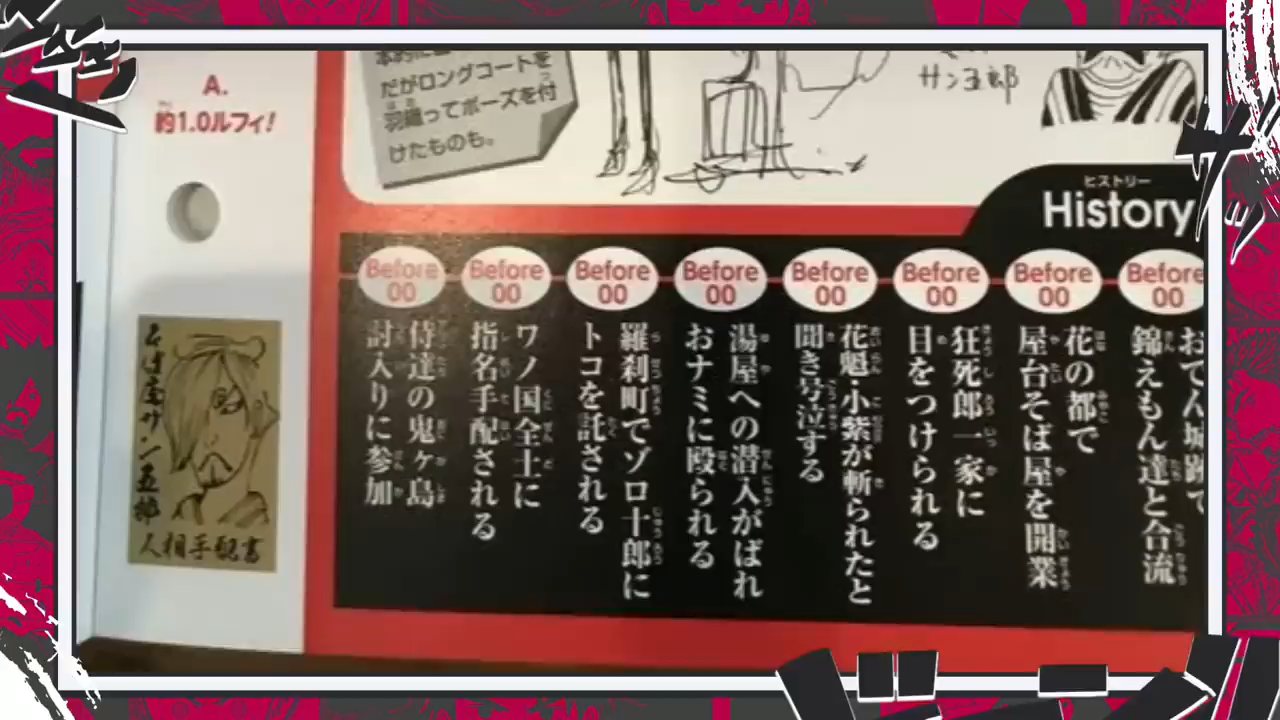 A.
約1.0ルフィ!
だがロングコートを
羽織ってポーズを付
けたものも。
サン五郎
ヒストリー
History
Before
00
おでん城跡で
錦えもん達と合流
Before
00
花の都で
屋台そば屋を開業
Before
00
狂死郎一家に
目をつけられる
Before
00
花魁・小紫が斬られたと
聞き号泣する
Before
00
湯屋への潜入がばれ
おナミに殴られる
Before
00
羅刹町でゾロ十郎に
トコを託される
Before
00
ワノ国全土に
指名手配される
Before
00
侍達の鬼ヶ島
討入りに参加
そば屋サン五郎
人相手配書
ドン